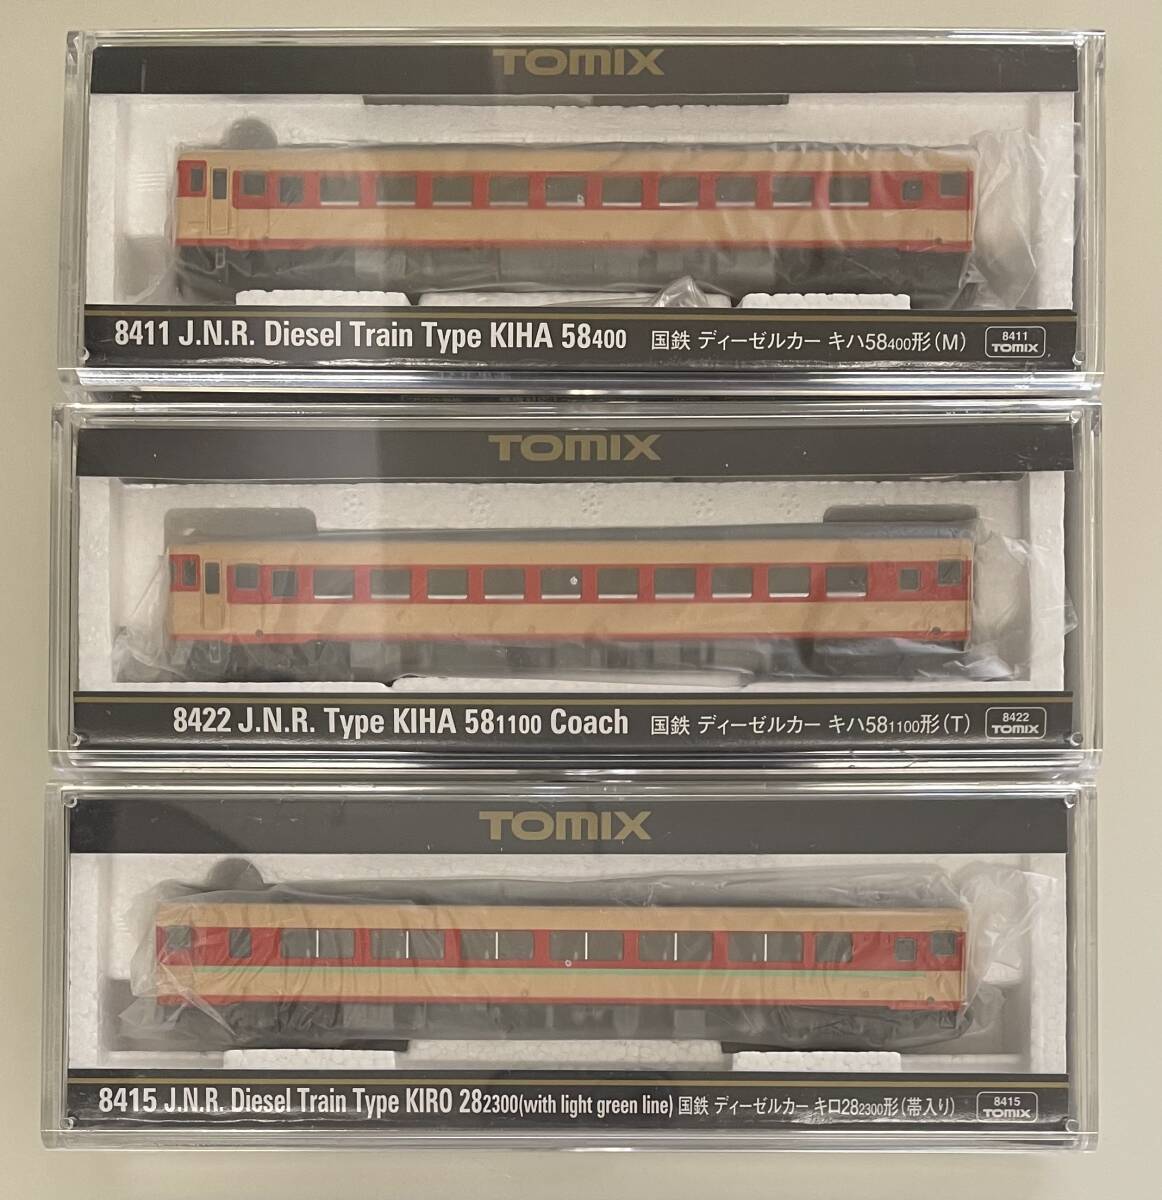 TOMIX
8411 J.N.R. Diesel Train Type KIHA 58400 国鉄 ディーゼルカー キハ58400形(M) 8411 TOMIX
TOMIX
8422 J.N.R. Type KIHA 581100 Coach 国鉄 ディーゼルカー キハ581100形(T) 8422 TOMIX
TOMIX
8415 J.N.R. Diesel Train Type KIRO 282300(with light green line) 国鉄 ディーゼルカー キロ282300形(帯入り) 8415 TOMIX